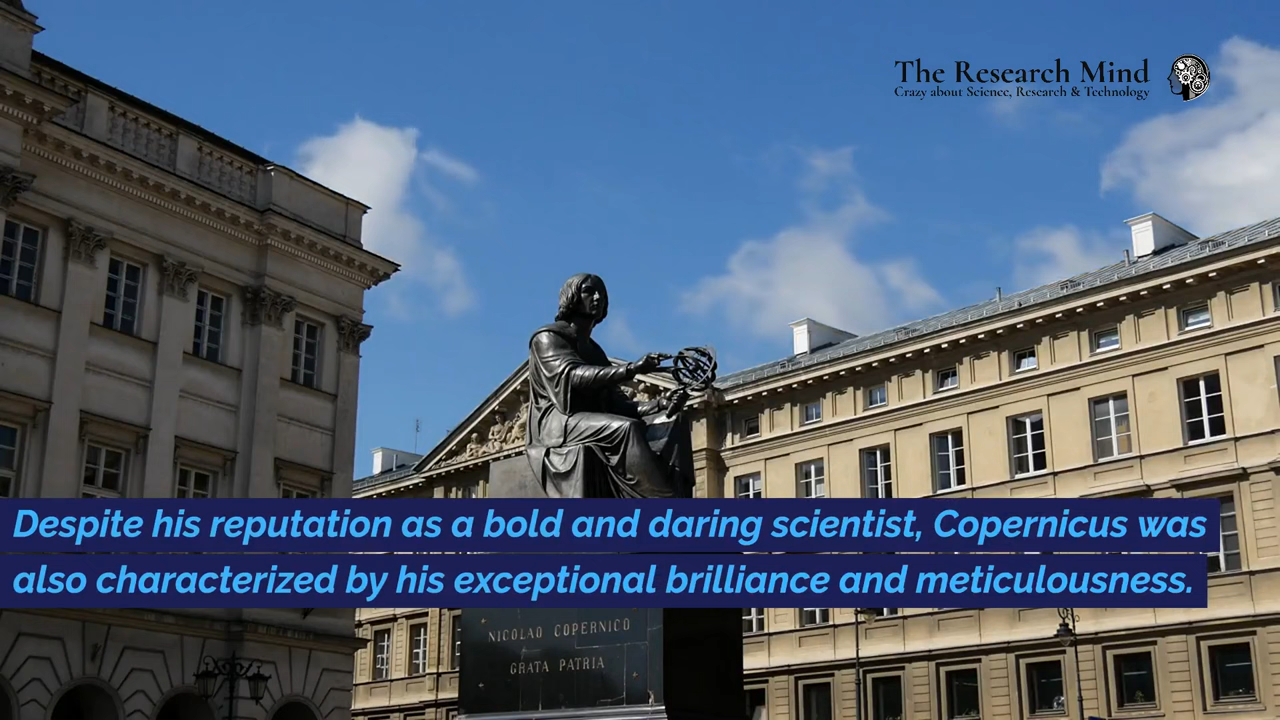 The Research Mind
Crazy about Science, Research & Technology
Despite his reputation as a bold and daring scientist, Copernicus was
also characterized by his exceptional brilliance and meticulousness.
NICOLAO COPERNICO
GRATA PATRIA